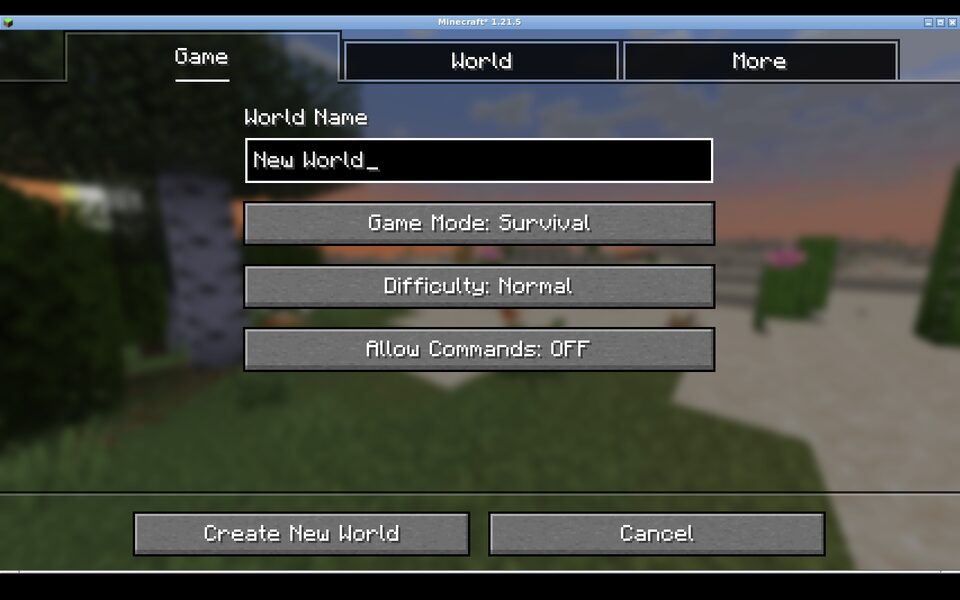 Minecraft* 1.21.5
Game
World
More
World Name
New World_
Game Mode: Survival
Difficulty: Normal
Allow Commands: OFF
Create New World
Cancel